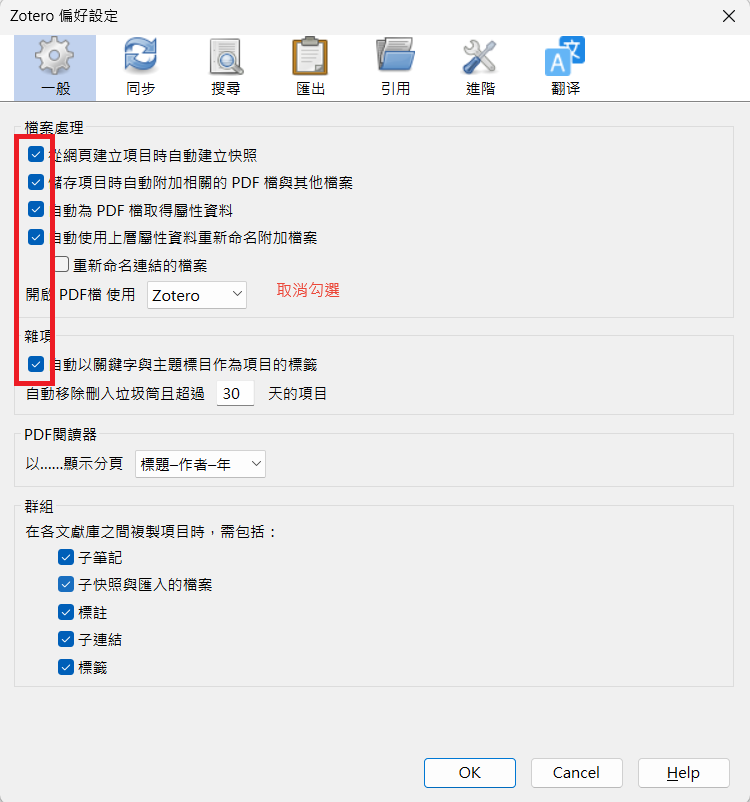 Zotero 偏好設定
一般 同步 搜尋 匯出 引用 進階 翻译
檔案處理
從網頁建立項目時自動建立快照
儲存項目時自動附加相關的 PDF 檔與其他檔案
自動為 PDF 檔取得屬性資料
自動使用上層屬性資料重新命名附加檔案
重新命名連結的檔案
開啟 PDF檔 使用 Zotero 取消勾選
雜項
自動以關鍵字與主題標目作為項目的標籤
自動移除刪入垃圾筒且超過 30 天的項目
PDF閱讀器
以……顯示分頁 標題–作者–年
群組
在各文獻庫之間複製項目時，需包括：
子筆記
子快照與匯入的檔案
標註
子連結
標籤
OK Cancel Help